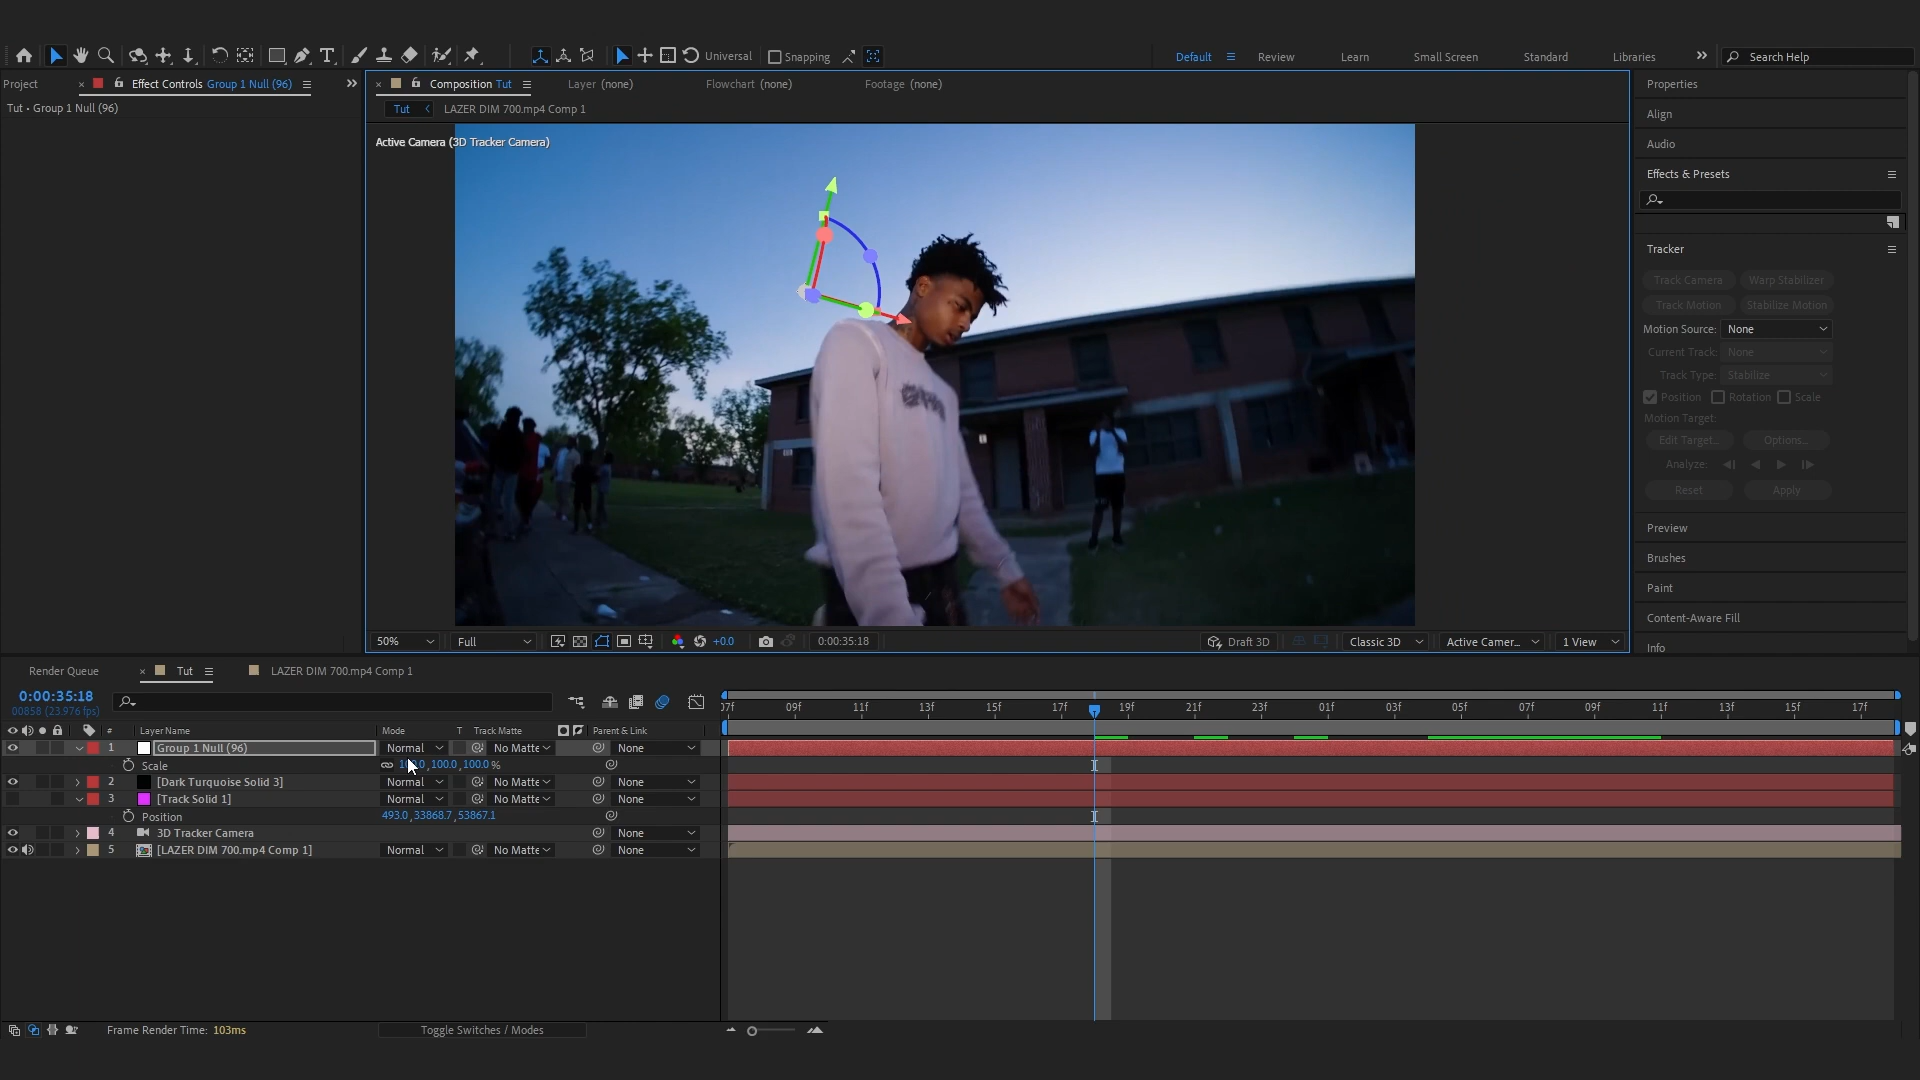 Universal
Snapping
Default
Review
Learn
Small Screen
Standard
Libraries
Search Help
Project
Effect Controls Group 1 Null (96)
Composition Tut
Layer (none)
Flowchart (none)
Footage (none)
Tut • Group 1 Null (96)
Tut
LAZER DIM 700.mp4 Comp 1
Active Camera (3D Tracker Camera)
Properties
Align
Audio
Effects & Presets
Tracker
Track Camera
Warp Stabilizer
Track Motion
Stabilize Motion
Motion Source: None
Current Track: None
Track Type: Stabilize
Position Rotation Scale
Motion Target:
Edit Target...
Options...
Analyze:
Reset
Apply
Preview
Brushes
Paint
Content-Aware Fill
Info
50%
Full
+0.0
0:00:35:18
Draft 3D
Classic 3D
Active Camer...
1 View
Render Queue
Tut
LAZER DIM 700.mp4 Comp 1
0:00:35:18
00858 (23.976 fps)
07f 09f 11f 13f 15f 17f 19f 21f 23f 01f 03f 05f 07f 09f 11f 13f 15f 17f
# Layer Name Mode T Track Matte Parent & Link
1 Group 1 Null (96) Normal No Matte None
Scale 100.0,100.0,100.0%
2 [Dark Turquoise Solid 3] Normal No Matte None
3 [Track Solid 1] Normal No Matte None
Position 493.0,33868.7,53867.1
4 3D Tracker Camera None
5 [LAZER DIM 700.mp4 Comp 1] Normal No Matte None
Frame Render Time: 103ms
Toggle Switches / Modes